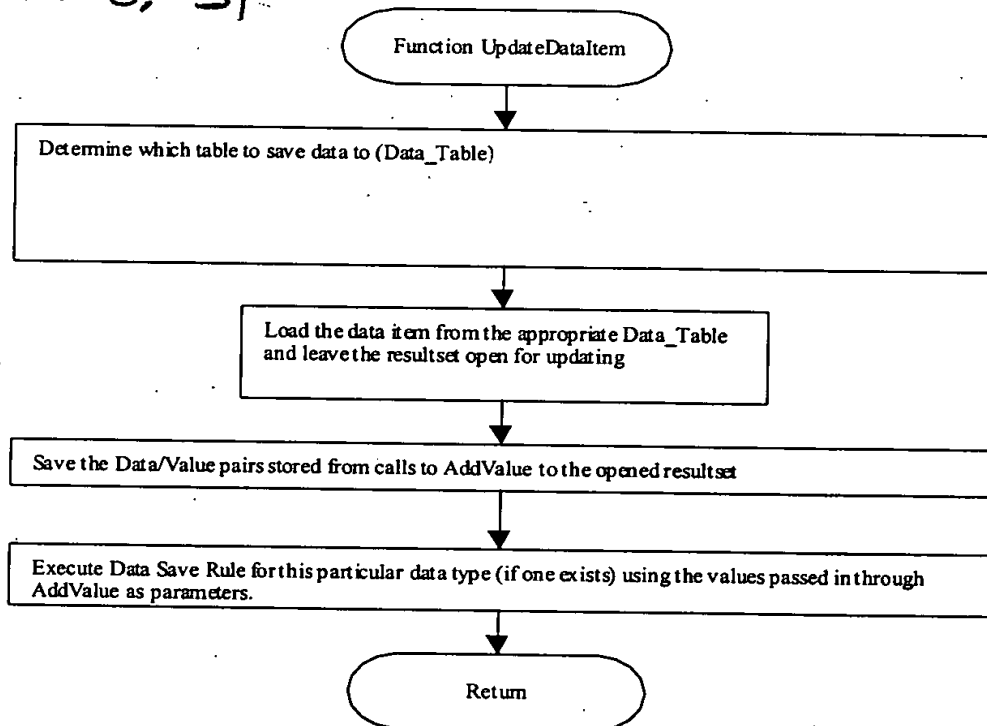 Function UpdateDataItem
Determine which table to save data to (Data_Table)
Load the data item from the appropriate Data_Table
and leave the resultset open for updating
Save the Data/Value pairs stored from calls to AddValue to the opened resultset
Execute Data Save Rule for this particular data type (if one exists) using the values passed in through
AddValue as parameters.
Return